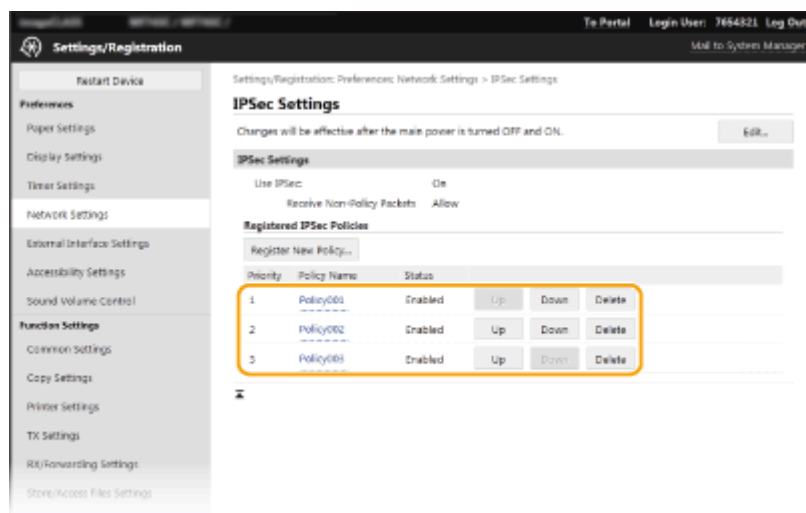 To Portal Login User: 7654321 Log Out
Settings/Registration
Mail to System Manager
Restart Device
Preferences
Paper Settings
Display Settings
Timer Settings
Network Settings
External Interface Settings
Accessibility Settings
Sound Volume Control
Function Settings
Common Settings
Copy Settings
Printer Settings
TX Settings
RX/Forwarding Settings
Store/Access Files Settings
Settings/Registration: Preferences: Network Settings > IPSec Settings
IPSec Settings
Changes will be effective after the main power is turned OFF and ON.
Edit...
IPSec Settings
Use IPSec: On
Receive Non-Policy Packets Allow
Registered IPSec Policies
Register New Policy...
Priority Policy Name Status
1 Policy001 Enabled Up Down Delete
2 Policy002 Enabled Up Down Delete
3 Policy003 Enabled Up Down Delete